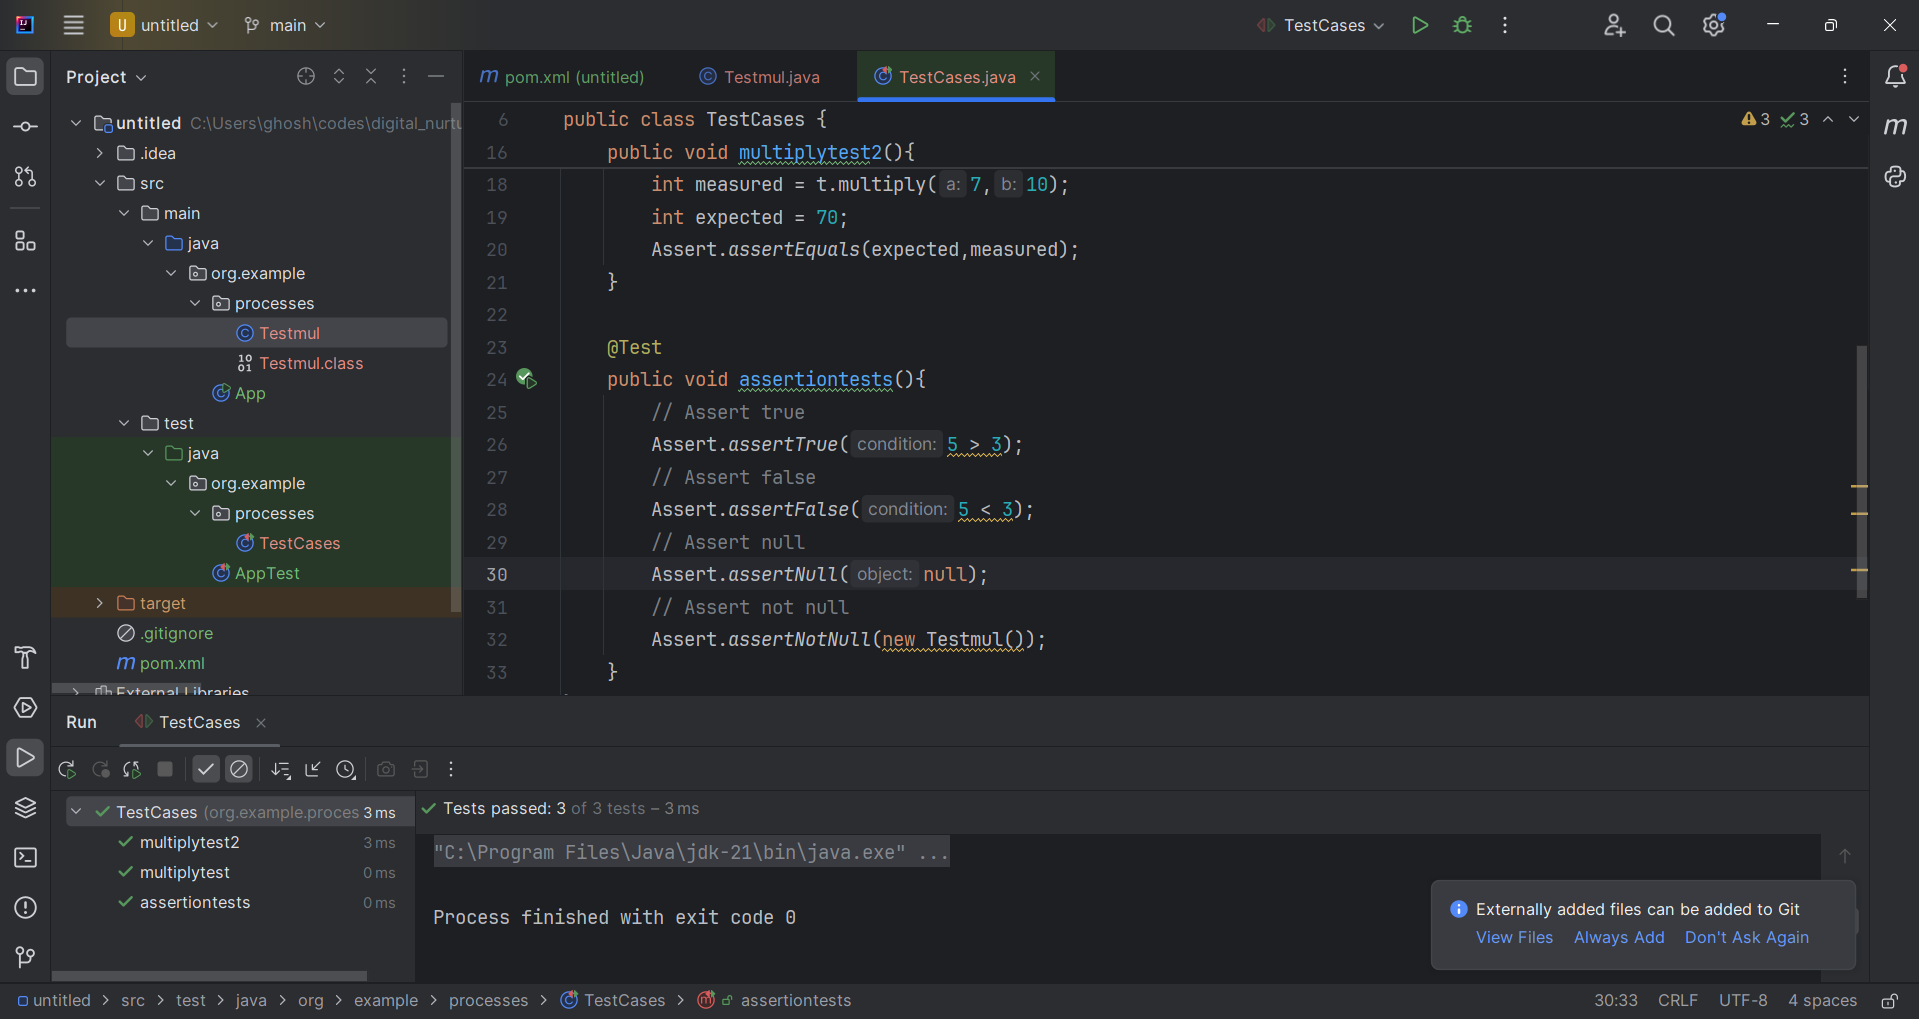 U untitled main TestCases
Project
pom.xml (untitled) Testmul.java TestCases.java
untitled C:\Users\ghosh\codes\digital_nurtu
.idea
src
main
java
org.example
processes
Testmul
Testmul.class
App
test
java
org.example
processes
TestCases
AppTest
target
.gitignore
pom.xml
External Libraries
6 public class TestCases {
3 3
16 public void multiplytest2(){
18 int measured = t.multiply( a: 7, b: 10);
19 int expected = 70;
20 Assert.assertEquals(expected,measured);
21 }
22
23 @Test
24 public void assertiontests(){
25 // Assert true
26 Assert.assertTrue( condition: 5 > 3);
27 // Assert false
28 Assert.assertFalse( condition: 5 < 3);
29 // Assert null
30 Assert.assertNull( object: null);
31 // Assert not null
32 Assert.assertNotNull(new Testmul());
33 }
Run TestCases
TestCases (org.example.proces 3 ms
multiplytest2 3 ms
multiplytest 0 ms
assertiontests 0 ms
Tests passed: 3 of 3 tests – 3 ms
"C:\Program Files\Java\jdk-21\bin\java.exe" ...
Process finished with exit code 0
Externally added files can be added to Git
View Files Always Add Don't Ask Again
untitled > src > test > java > org > example > processes > TestCases > assertiontests
30:33 CRLF UTF-8 4 spaces